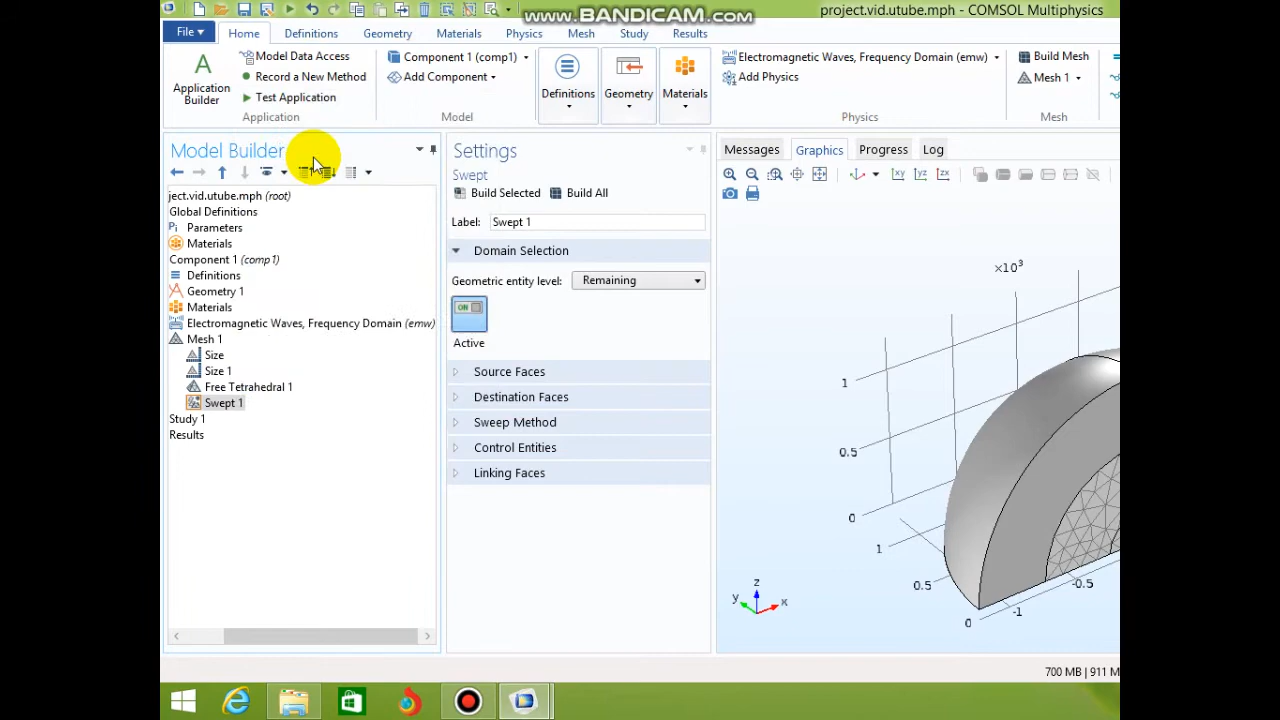 www.BANDICAM.com
project.vid.utube.mph - COMSOL Multiphysics
File Home Definitions Geometry Materials Physics Mesh Study Results
Application Builder
Model Data Access
Record a New Method
Test Application
Application
Component 1 (comp1)
Add Component
Model
Definitions
Geometry
Materials
Electromagnetic Waves, Frequency Domain (emw)
Add Physics
Physics
Build Mesh
Mesh 1
Mesh
Model Builder
ject.vid.utube.mph (root)
Global Definitions
Pi Parameters
Materials
Component 1 (comp1)
Definitions
Geometry 1
Materials
Electromagnetic Waves, Frequency Domain (emw)
Mesh 1
Size
Size 1
Free Tetrahedral 1
Swept 1
Study 1
Results
Settings
Swept
Build Selected Build All
Label: Swept 1
Domain Selection
Geometric entity level: Remaining
ON
Active
Source Faces
Destination Faces
Sweep Method
Control Entities
Linking Faces
Messages Graphics Progress Log
xy yz zx
×10³
1
0.5
0
1
0.5
0
-1
-0.5
z
y
x
700 MB | 911 M